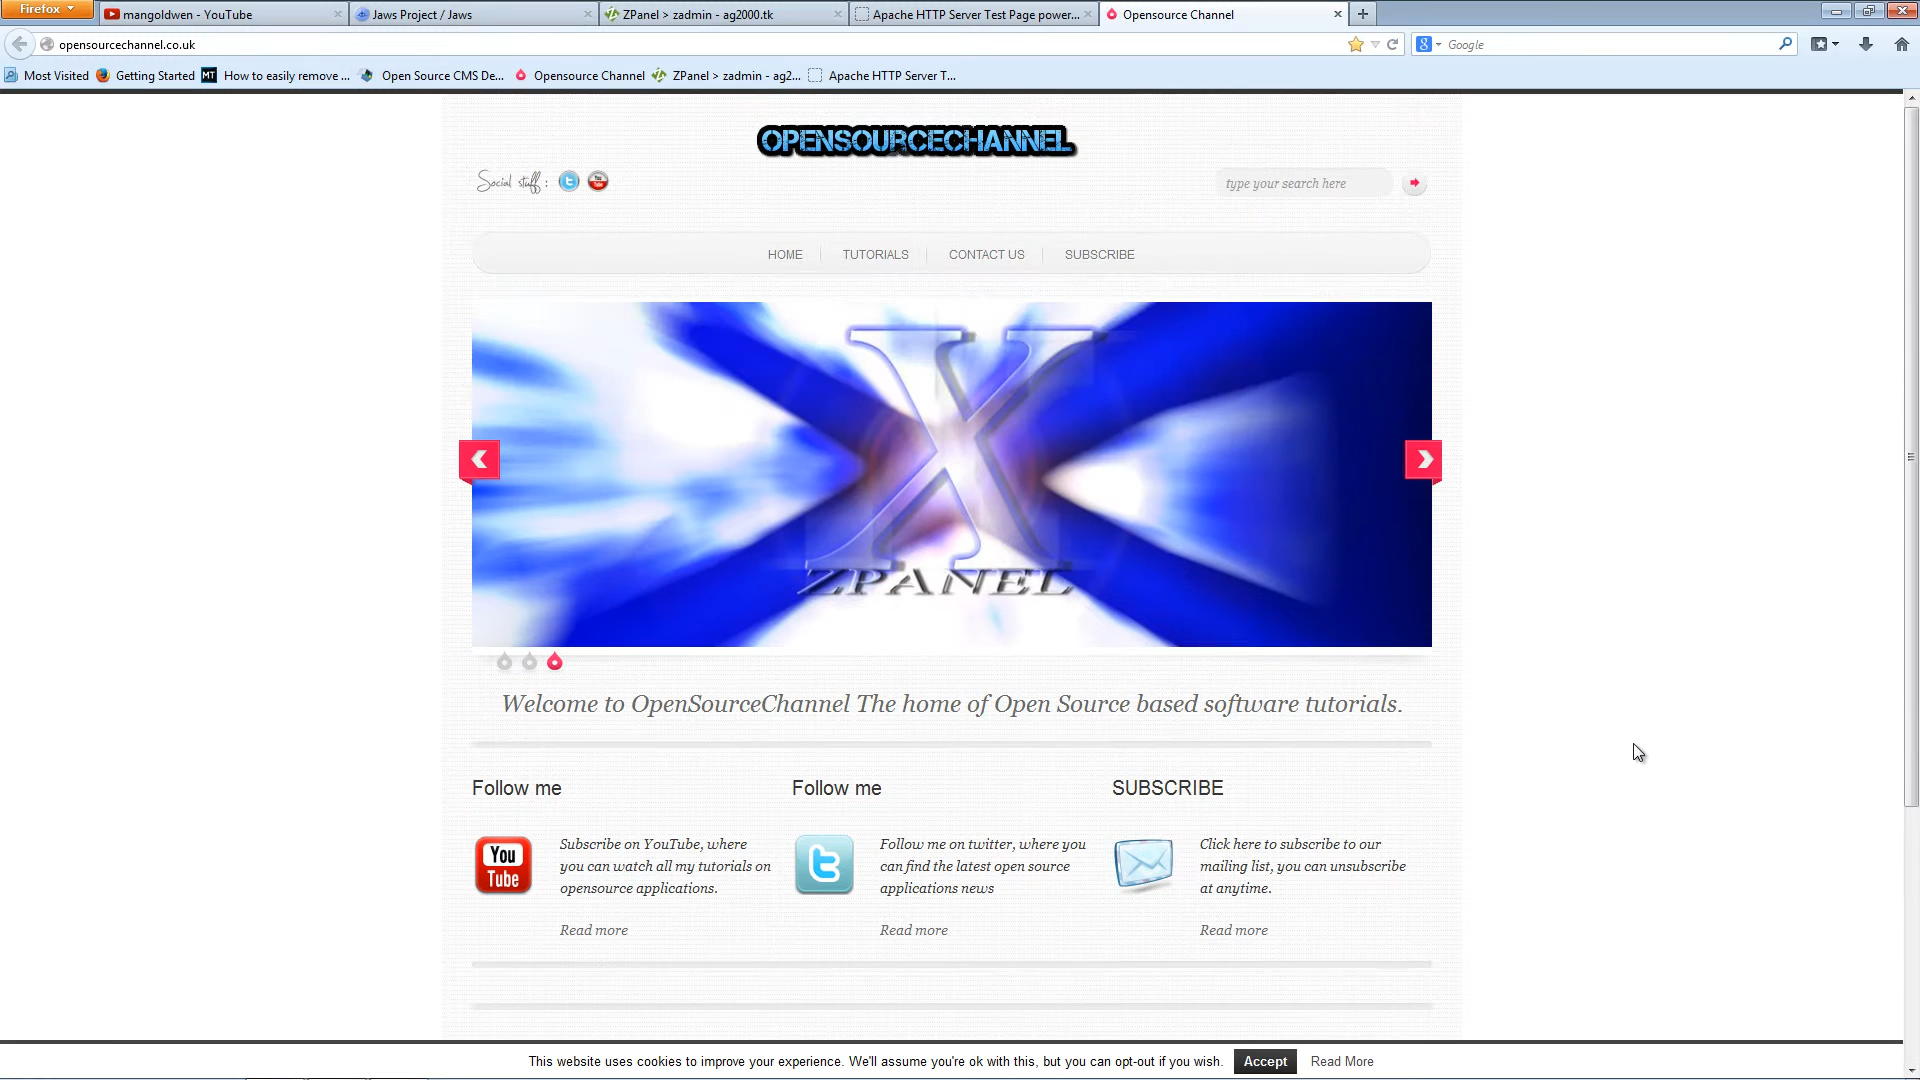 Firefox
mangoldwen - YouTube
Jaws Project / Jaws
ZPanel > zadmin - ag2000.tk
Apache HTTP Server Test Page power...
Opensource Channel
opensourcechannel.co.uk
8
Google
Most Visited
Getting Started
MT
How to easily remove ...
Open Source CMS De...
Opensource Channel
ZPanel > zadmin - ag2...
Apache HTTP Server T...
OPENSOURCECHANNEL
Social stuff :
You Tube
type your search here
HOME
TUTORIALS
CONTACT US
SUBSCRIBE
X
ZPANEL
Welcome to OpenSourceChannel The home of Open Source based software tutorials.
Follow me
You
Tube
Subscribe on YouTube, where
you can watch all my tutorials on
opensource applications.
Read more
Follow me
Follow me on twitter, where you
can find the latest open source
applications news
Read more
SUBSCRIBE
Click here to subscribe to our
mailing list, you can unsubscribe
at anytime.
Read more
This website uses cookies to improve your experience. We'll assume you're ok with this, but you can opt-out if you wish.
Accept
Read More